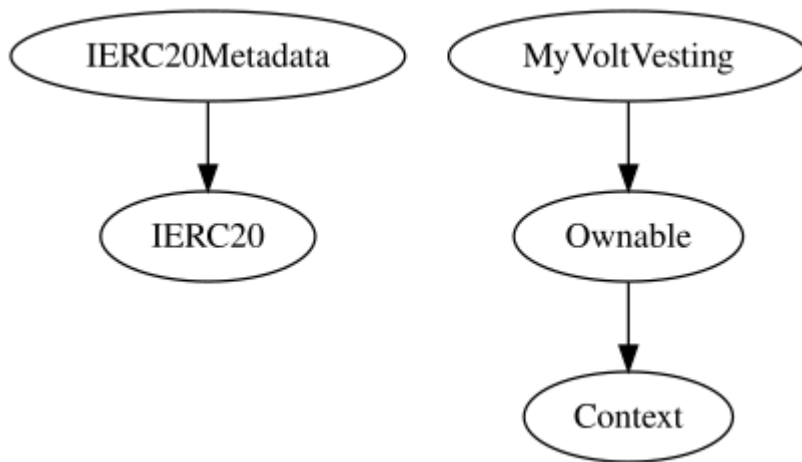 IERC20Metadata
MyVoltVesting
IERC20
Ownable
Context